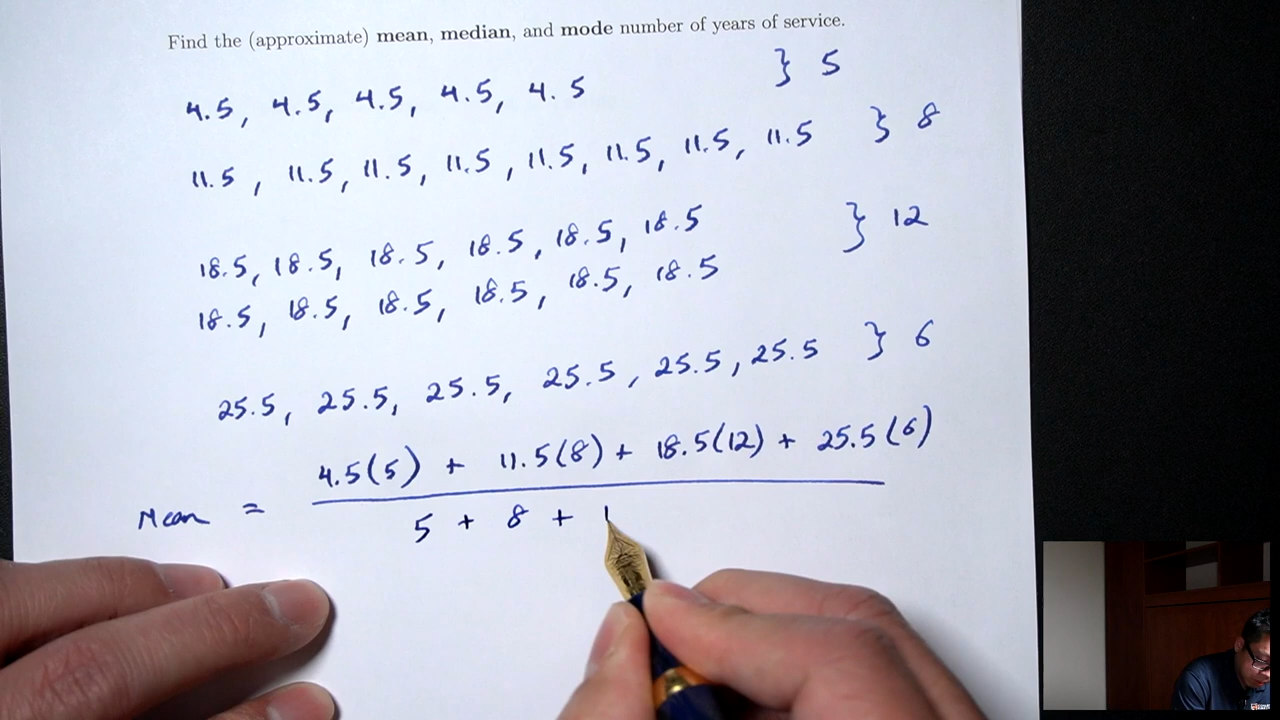 Find the (approximate) mean, median, and mode number of years of service.
4.5, 4.5, 4.5, 4.5, 4.5 } 5
11.5, 11.5, 11.5, 11.5, 11.5, 11.5, 11.5, 11.5 } 8
18.5, 18.5, 18.5, 18.5, 18.5, 18.5 } 12
18.5, 18.5, 18.5, 18.5, 18.5, 18.5
25.5, 25.5, 25.5, 25.5, 25.5, 25.5 } 6
4.5(5) + 11.5(8) + 18.5(12) + 25.5(6)
Mean =
5 + 8 + 1